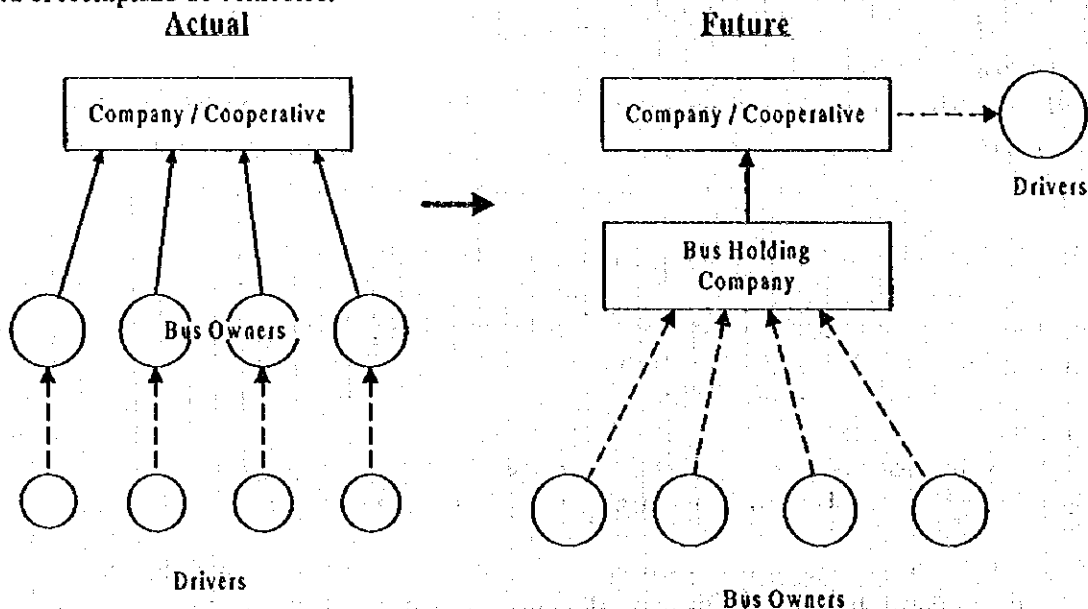 Actual
Company / Cooperative
Bus Owners
Drivers
Future
Company / Cooperative
Drivers
Bus Holding
Company
Bus Owners